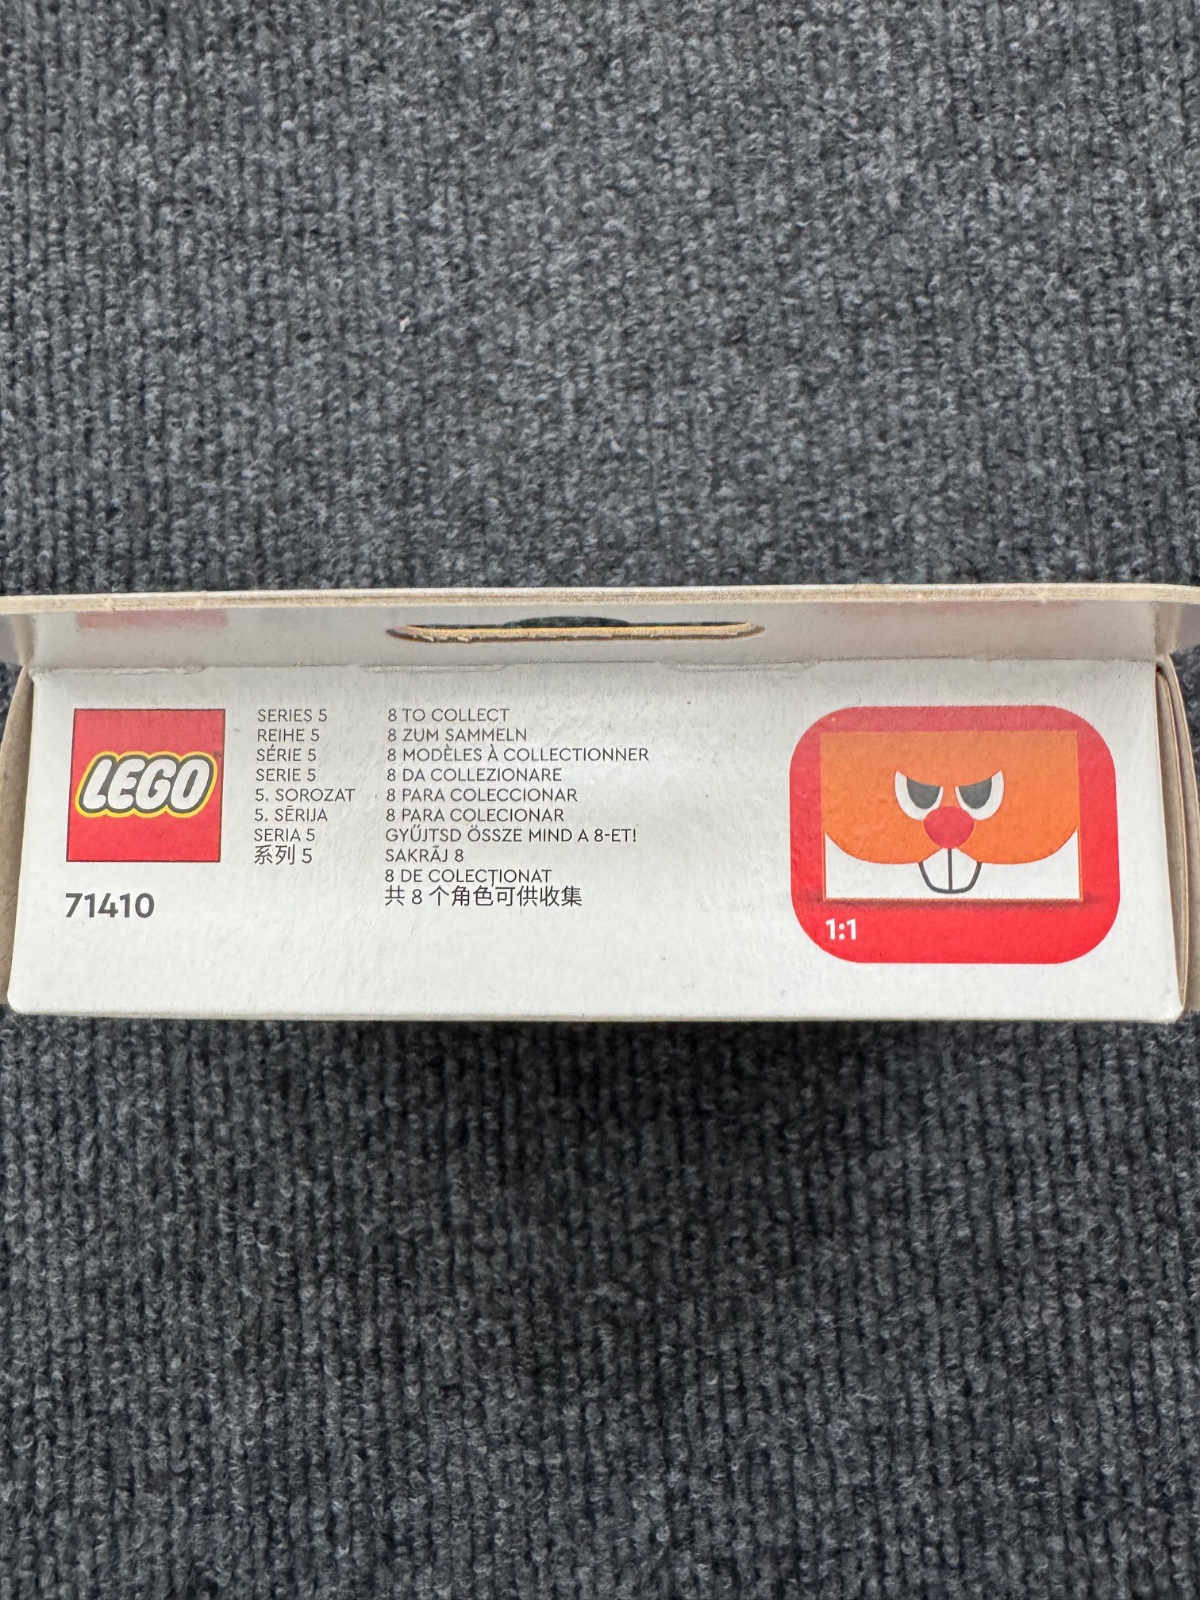 LEGO
71410
SERIES 5
REIHE 5
SÉRIE 5
SERIE 5
5. SOROZAT
5. SĒRIJA
SERIA 5
系列 5
8 TO COLLECT
8 ZUM SAMMELN
8 MODÈLES À COLLECTIONNER
8 DA COLLEZIONARE
8 PARA COLECCIONAR
8 PARA COLECIONAR
GYŰJTSD ÖSSZE MIND A 8-ET!
SAKRĀJ 8
8 DE COLECȚIONAT
共 8 个角色可供收集
1:1